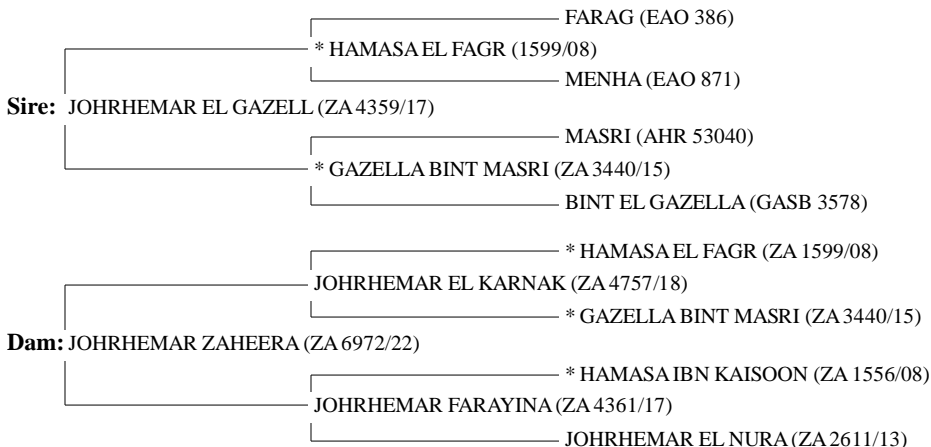 FARAG (EAO 386)
* HAMASA EL FAGR (1599/08)
MENHA (EAO 871)
Sire: JOHRHEMAR EL GAZELL (ZA 4359/17)
MASRI (AHR 53040)
* GAZELLA BINT MASRI (ZA 3440/15)
BINT EL GAZELLA (GASB 3578)
* HAMASA EL FAGR (ZA 1599/08)
JOHRHEMAR EL KARNAK (ZA 4757/18)
* GAZELLA BINT MASRI (ZA 3440/15)
Dam: JOHRHEMAR ZAHEERA (ZA 6972/22)
* HAMASA IBN KAISOON (ZA 1556/08)
JOHRHEMAR FARAYINA (ZA 4361/17)
JOHRHEMAR EL NURA (ZA 2611/13)